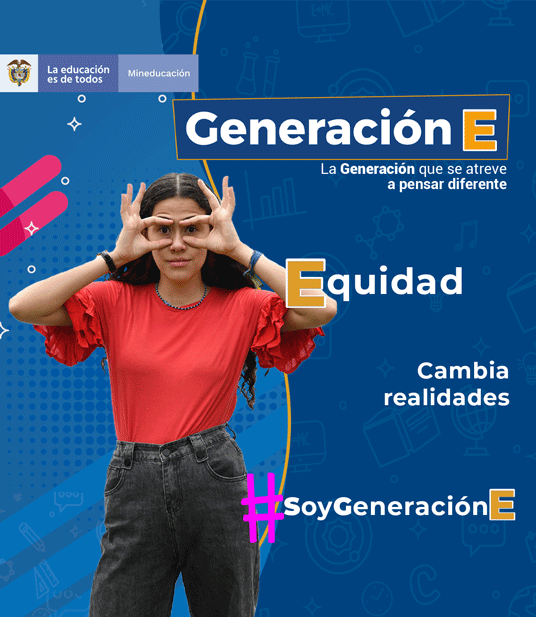 La educación
es de todos
Mineducación
Generación E
La Generación que se atreve
a pensar diferente
Equidad
Cambia
realidades
#SoyGeneraciónE